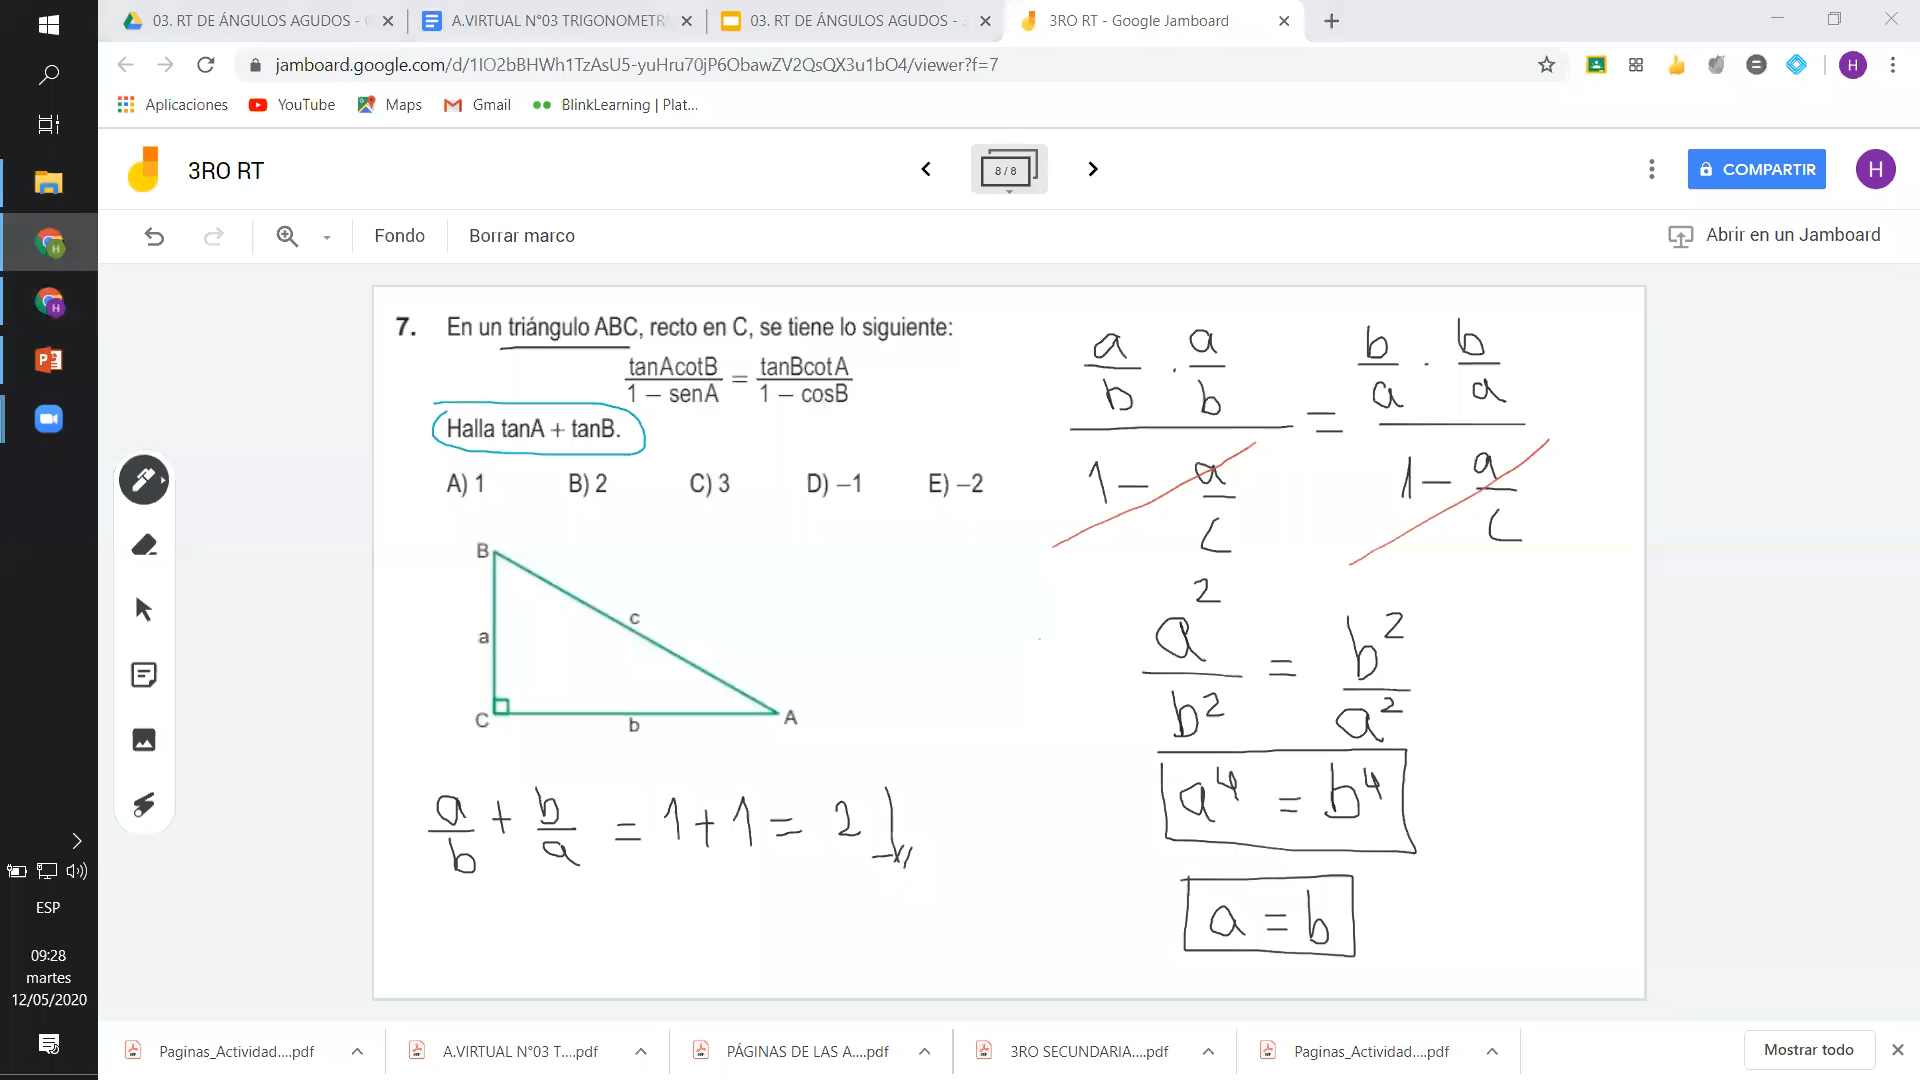 03. RT DE ÁNGULOS AGUDOS -
A.VIRTUAL N°03 TRIGONOMETR
03. RT DE ÁNGULOS AGUDOS -
3RO RT - Google Jamboard
jamboard.google.com/d/1IO2bBHWh1TzAsU5-yuHru70jP6ObawZV2QsQX3u1bO4/viewer?f=7
H
Aplicaciones YouTube Maps Gmail BlinkLearning | Plat...
3RO RT
8 / 8
COMPARTIR
H
Fondo Borrar marco
Abrir en un Jamboard
7. En un triángulo ABC, recto en C, se tiene lo siguiente:
tanAcotB / 1 − senA = tanBcotA / 1 − cosB
Halla tanA + tanB.
A) 1 B) 2 C) 3 D) −1 E) −2
B
a
c
C
b
A
a/b + b/a = 1 + 1 = 2
a/b · a/b = b/a · b/a
1 − a/c 1 − a/c
a²/b² = b²/a²
a⁴ = b⁴
a = b
ESP
09:28
martes
12/05/2020
Paginas_Actividad....pdf
A.VIRTUAL N°03 T....pdf
PÁGINAS DE LAS A....pdf
3RO SECUNDARIA....pdf
Paginas_Actividad....pdf
Mostrar todo